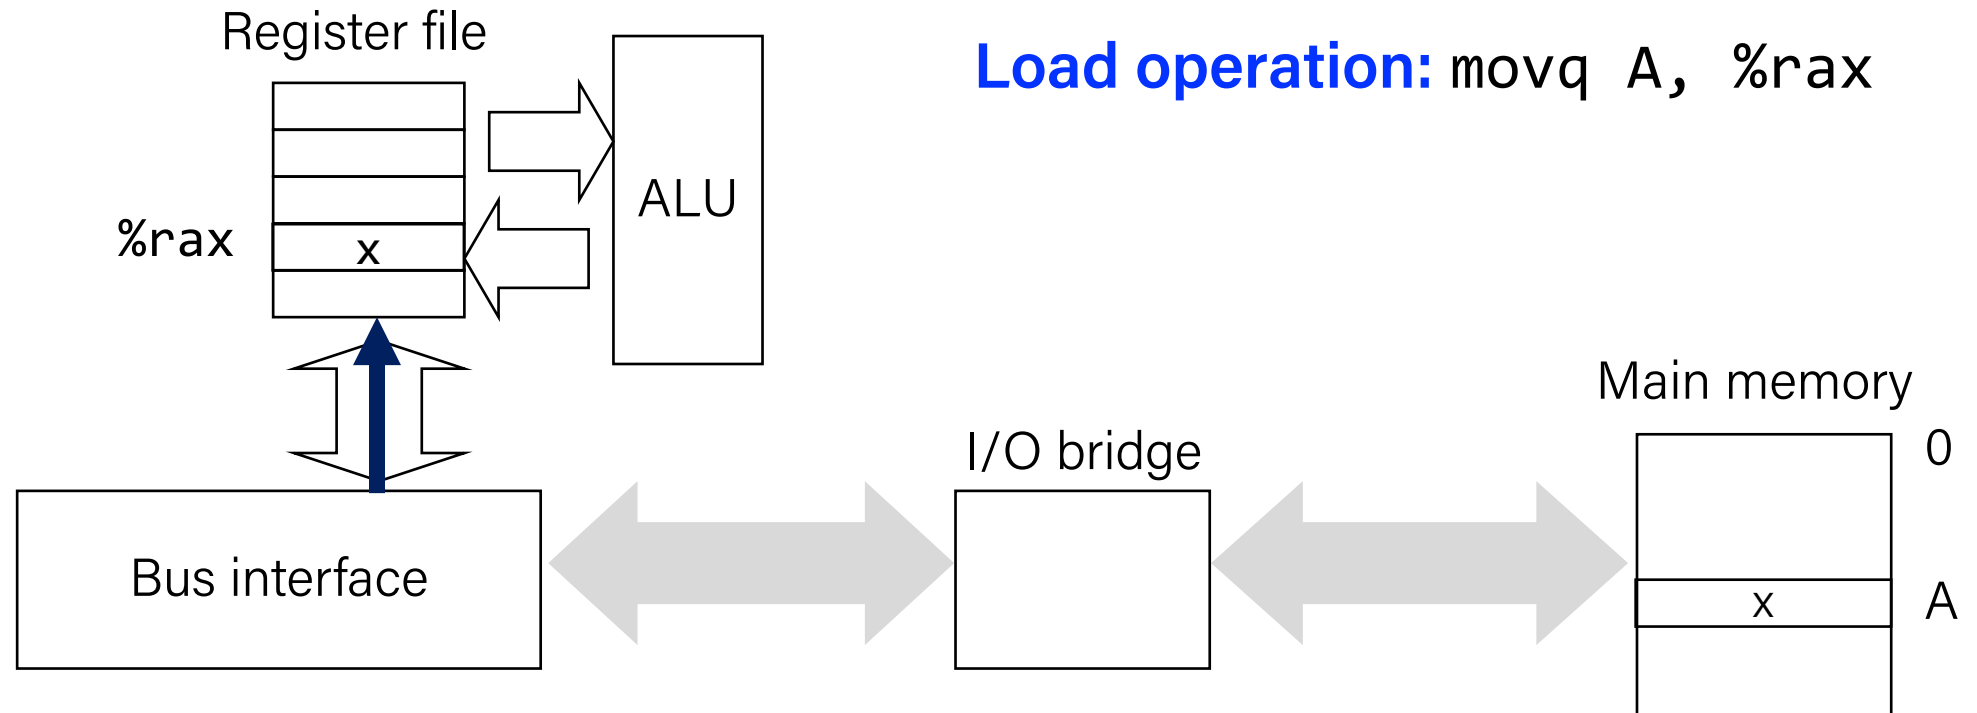 Register file
Load operation: movq A, %rax
ALU
%rax
x
Main memory
I/O bridge
0
Bus interface
x
A